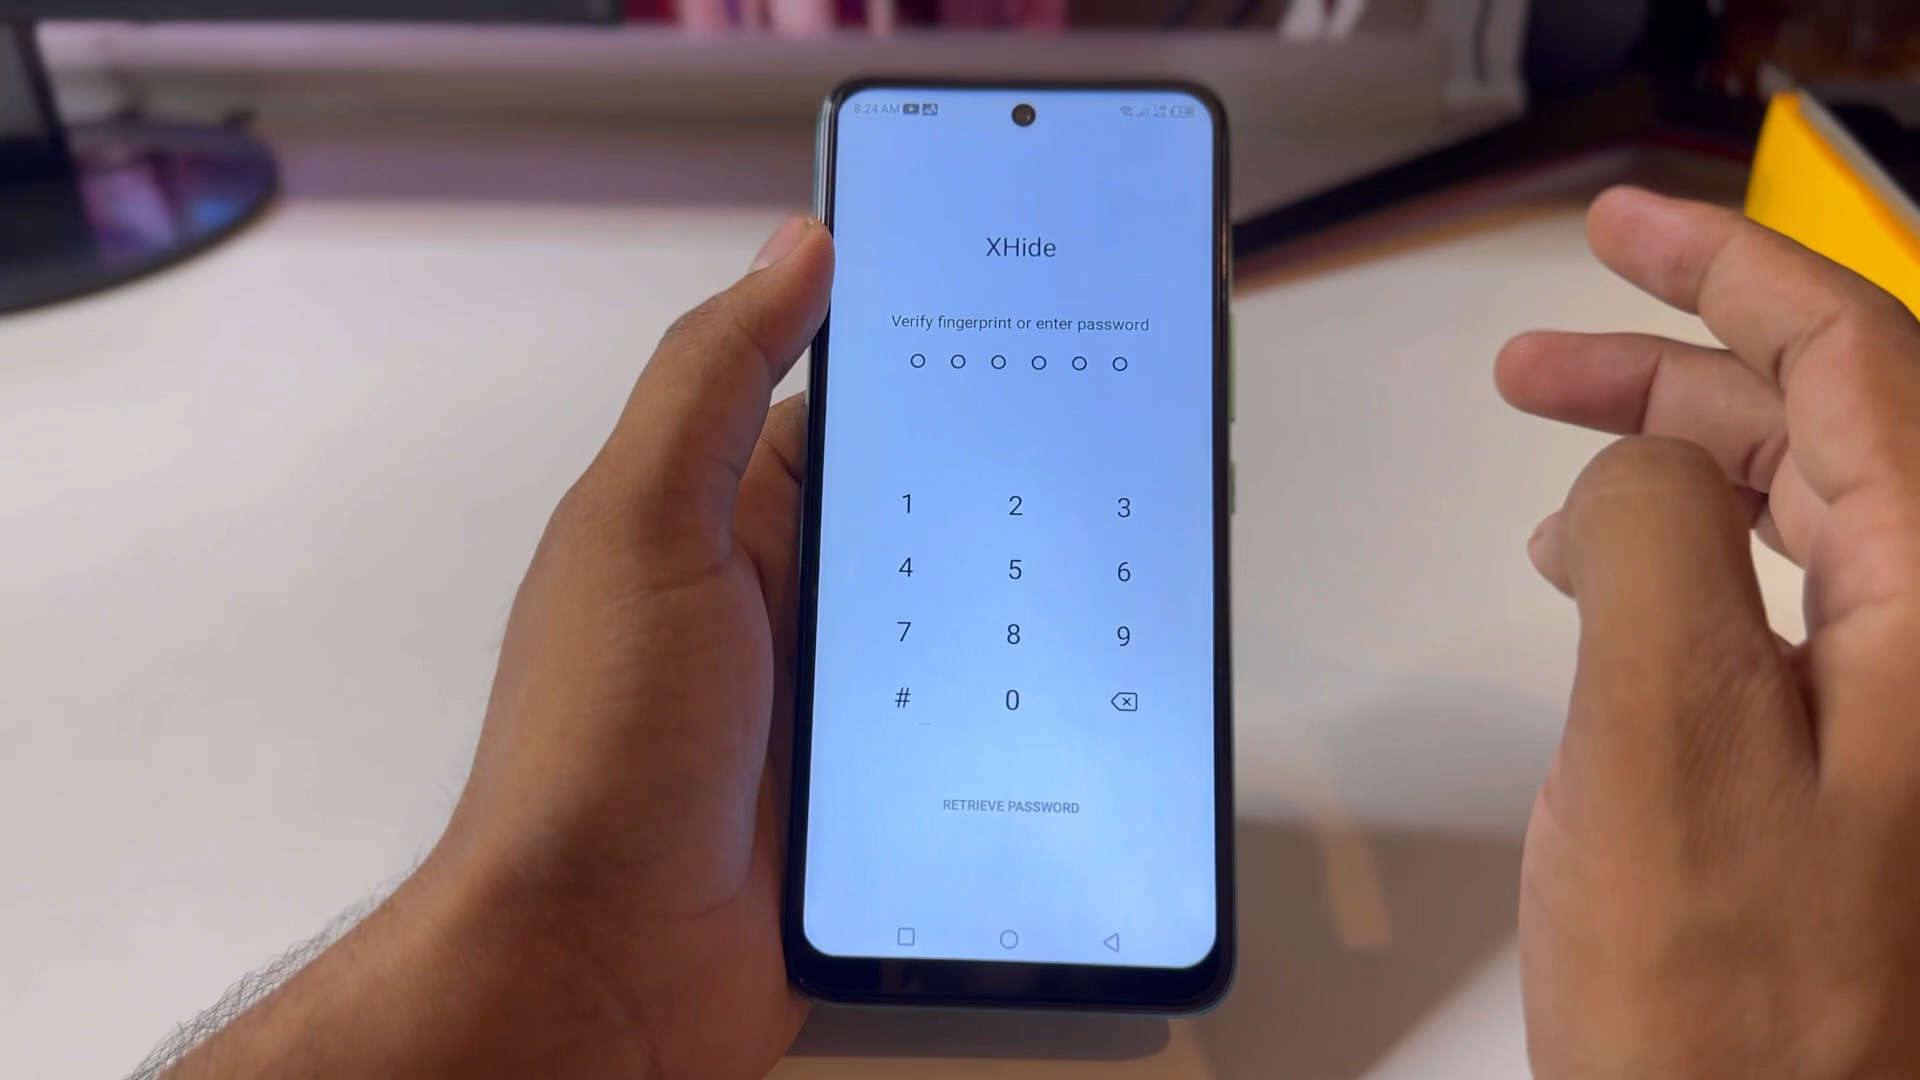 8:24 AM
XHide
Verify fingerprint or enter password
1 2 3
4 5 6
7 8 9
# 0
RETRIEVE PASSWORD